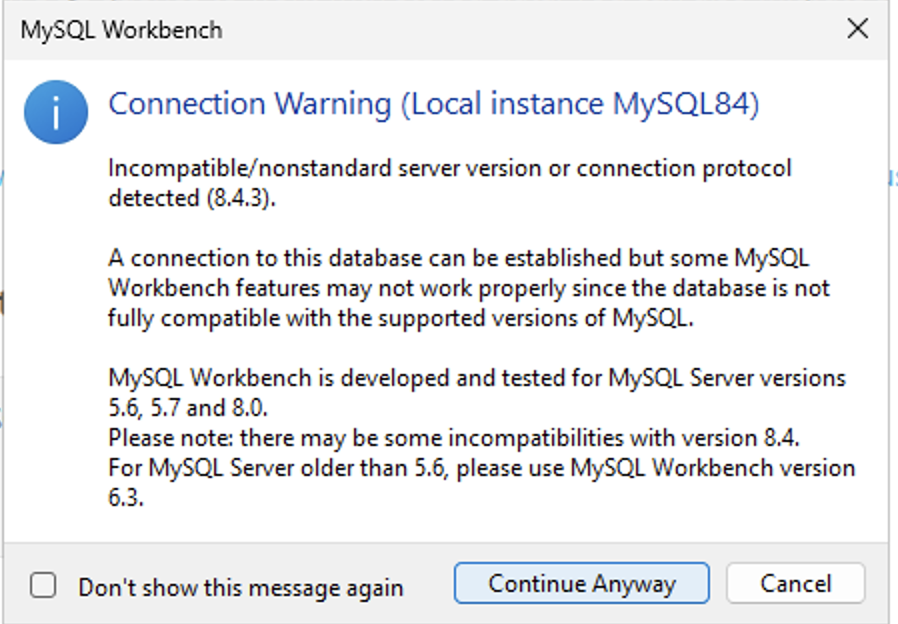 MySQL Workbench
Connection Warning (Local instance MySQL84)
Incompatible/nonstandard server version or connection protocol
detected (8.4.3).
A connection to this database can be established but some MySQL
Workbench features may not work properly since the database is not
fully compatible with the supported versions of MySQL.
MySQL Workbench is developed and tested for MySQL Server versions
5.6, 5.7 and 8.0.
Please note: there may be some incompatibilities with version 8.4.
For MySQL Server older than 5.6, please use MySQL Workbench version
6.3.
Don't show this message again
Continue Anyway
Cancel